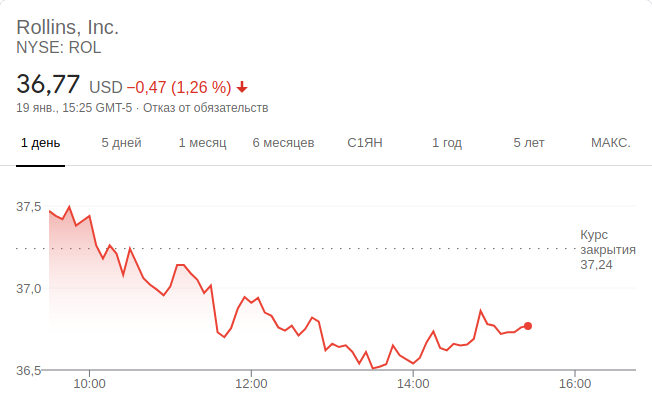 Rollins, Inc.
NYSE: ROL
36,77 USD −0,47 (1,26 %)
19 янв., 15:25 GMT-5 · Отказ от обязательств
1 день 5 дней 1 месяц 6 месяцев С1ЯН 1 год 5 лет МАКС.
37,5
Курс
закрытия
37,24
37,0
36,5
10:00 12:00 14:00 16:00